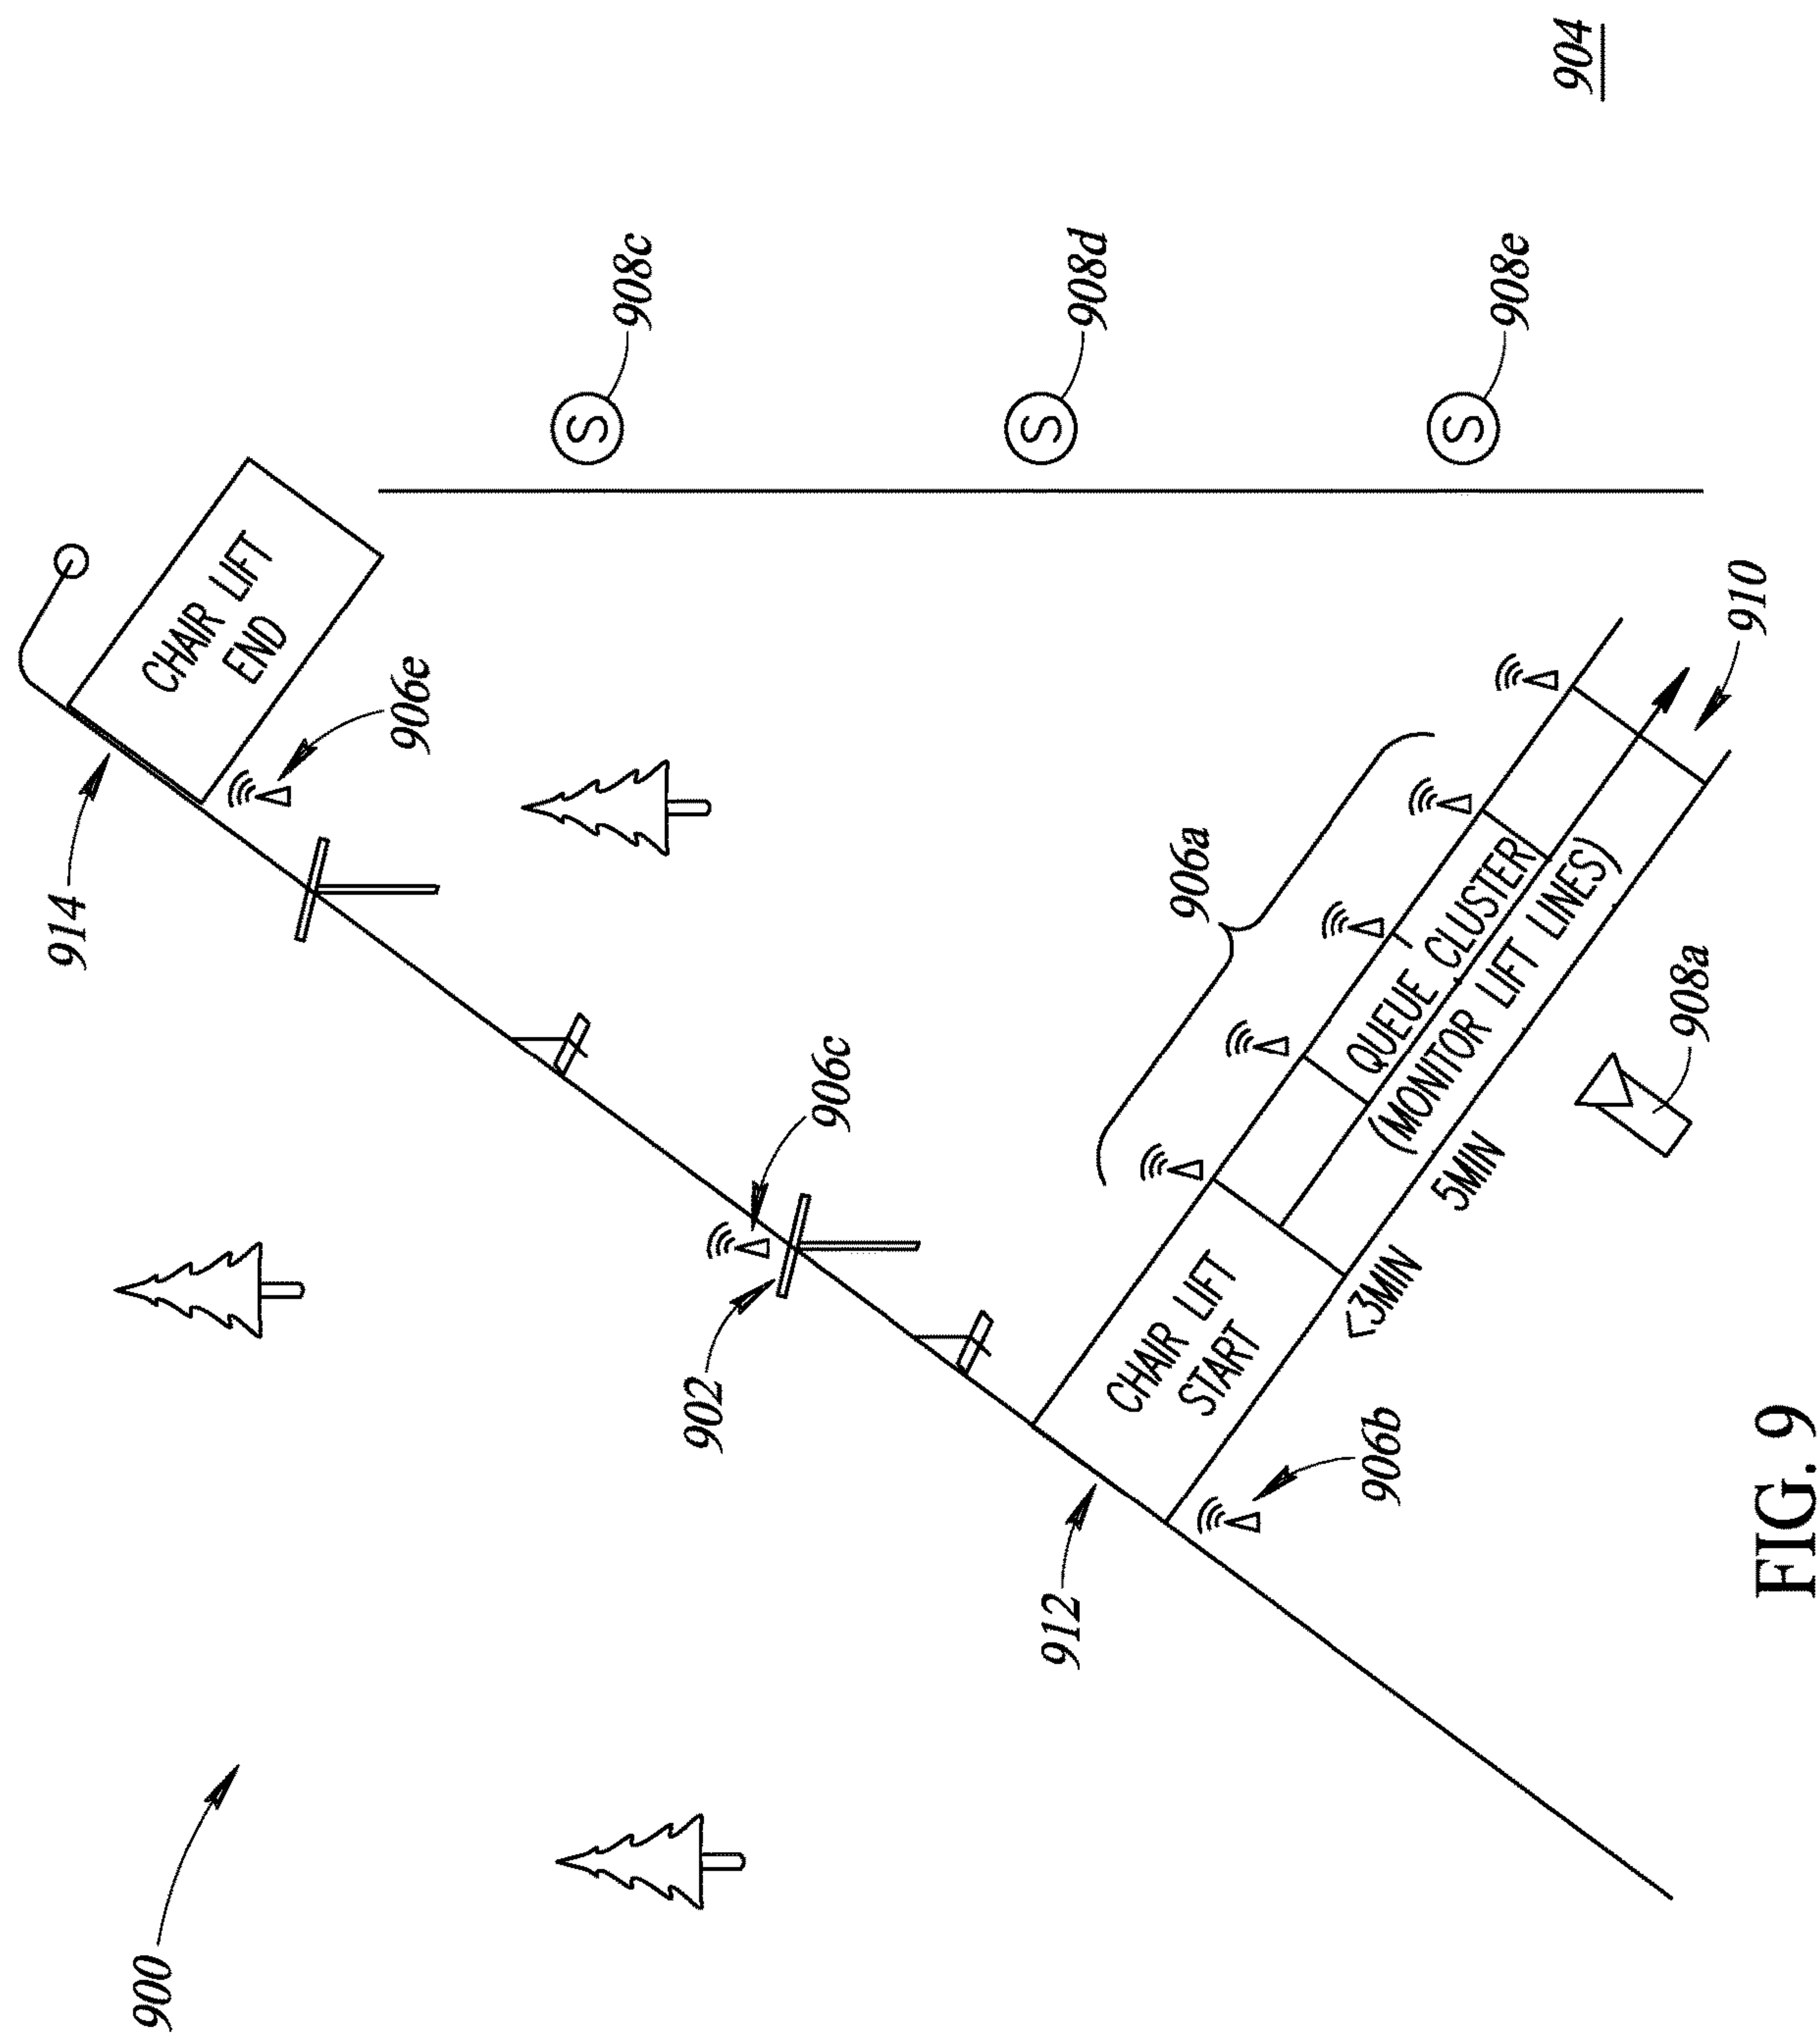 900
914
CHAIR LIFT
END
906e
902
906c
908c
S
908d
S
908e
S
904
912
CHAIR LIFT
START
906b
906a
QUEUE CLUSTER
(MONITOR LIFT LINES)
<3MIN
5MIN
908a
910
FIG. 9